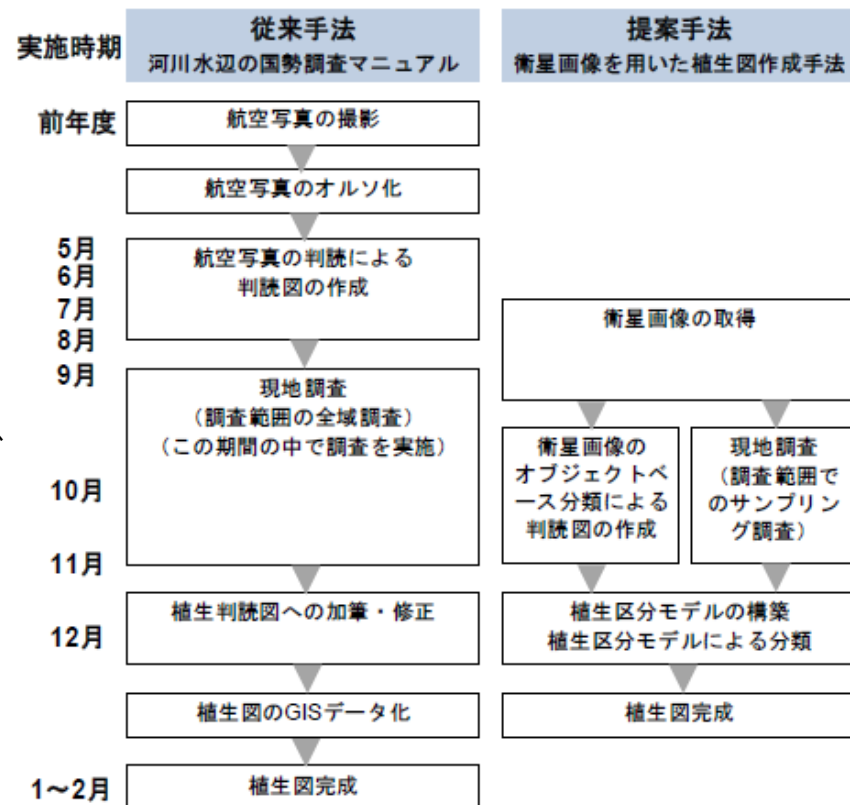 実施時期
従来手法
河川水辺の国勢調査マニュアル
提案手法
衛星画像を用いた植生図作成手法
前年度
航空写真の撮影
航空写真のオルソ化
5月
6月
7月
8月
9月
航空写真の判読による
判読図の作成
衛星画像の取得
現地調査
（調査範囲の全域調査）
（この期間の中で調査を実施）
衛星画像の
オブジェクトベ
ース分類による
判読図の作成
現地調査
（調査範囲で
のサンプリン
グ調査）
10月
11月
12月
植生判読図への加筆・修正
植生区分モデルの構築
植生区分モデルによる分類
植生図のGISデータ化
植生図完成
1〜2月
植生図完成